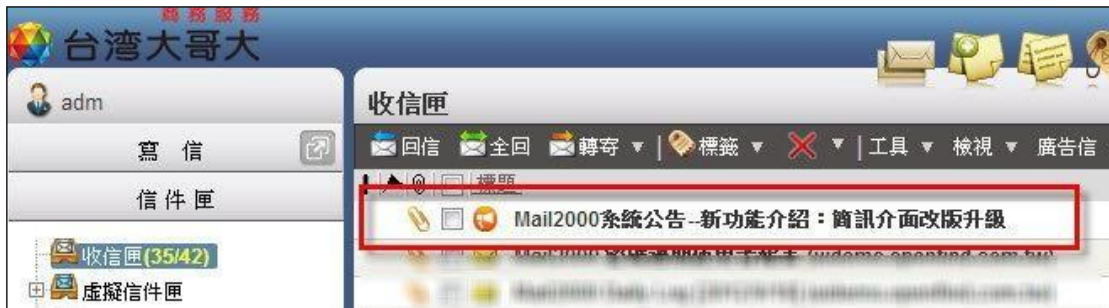 商務服務
台灣大哥大
adm
收信匣
寫 信
回信 全回 轉寄 標籤 工具 檢視 廣告信
信件匣
標題
Mail2000系統公告--新功能介紹：簡訊介面改版升級
收信匣(35/42)
虛擬信件匣